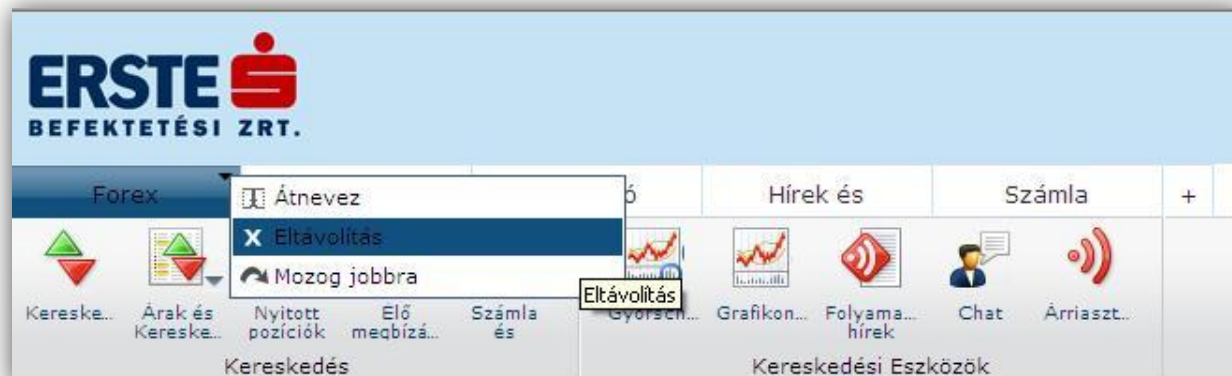 ERSTE
BEFEKTETÉSI ZRT.
Forex
ó
Hírek és
Számla
+
Átnevez
X Eltávolítás
Mozog jobbra
Eltávolítás
Kereske...
Árak és
Kereske...
Nyitott
pozíciók
Élő
megbízá...
Számla
és
Gyorsch...
Grafikon...
Folyama...
hírek
Chat
Árriaszt...
Kereskedés
Kereskedési Eszközök